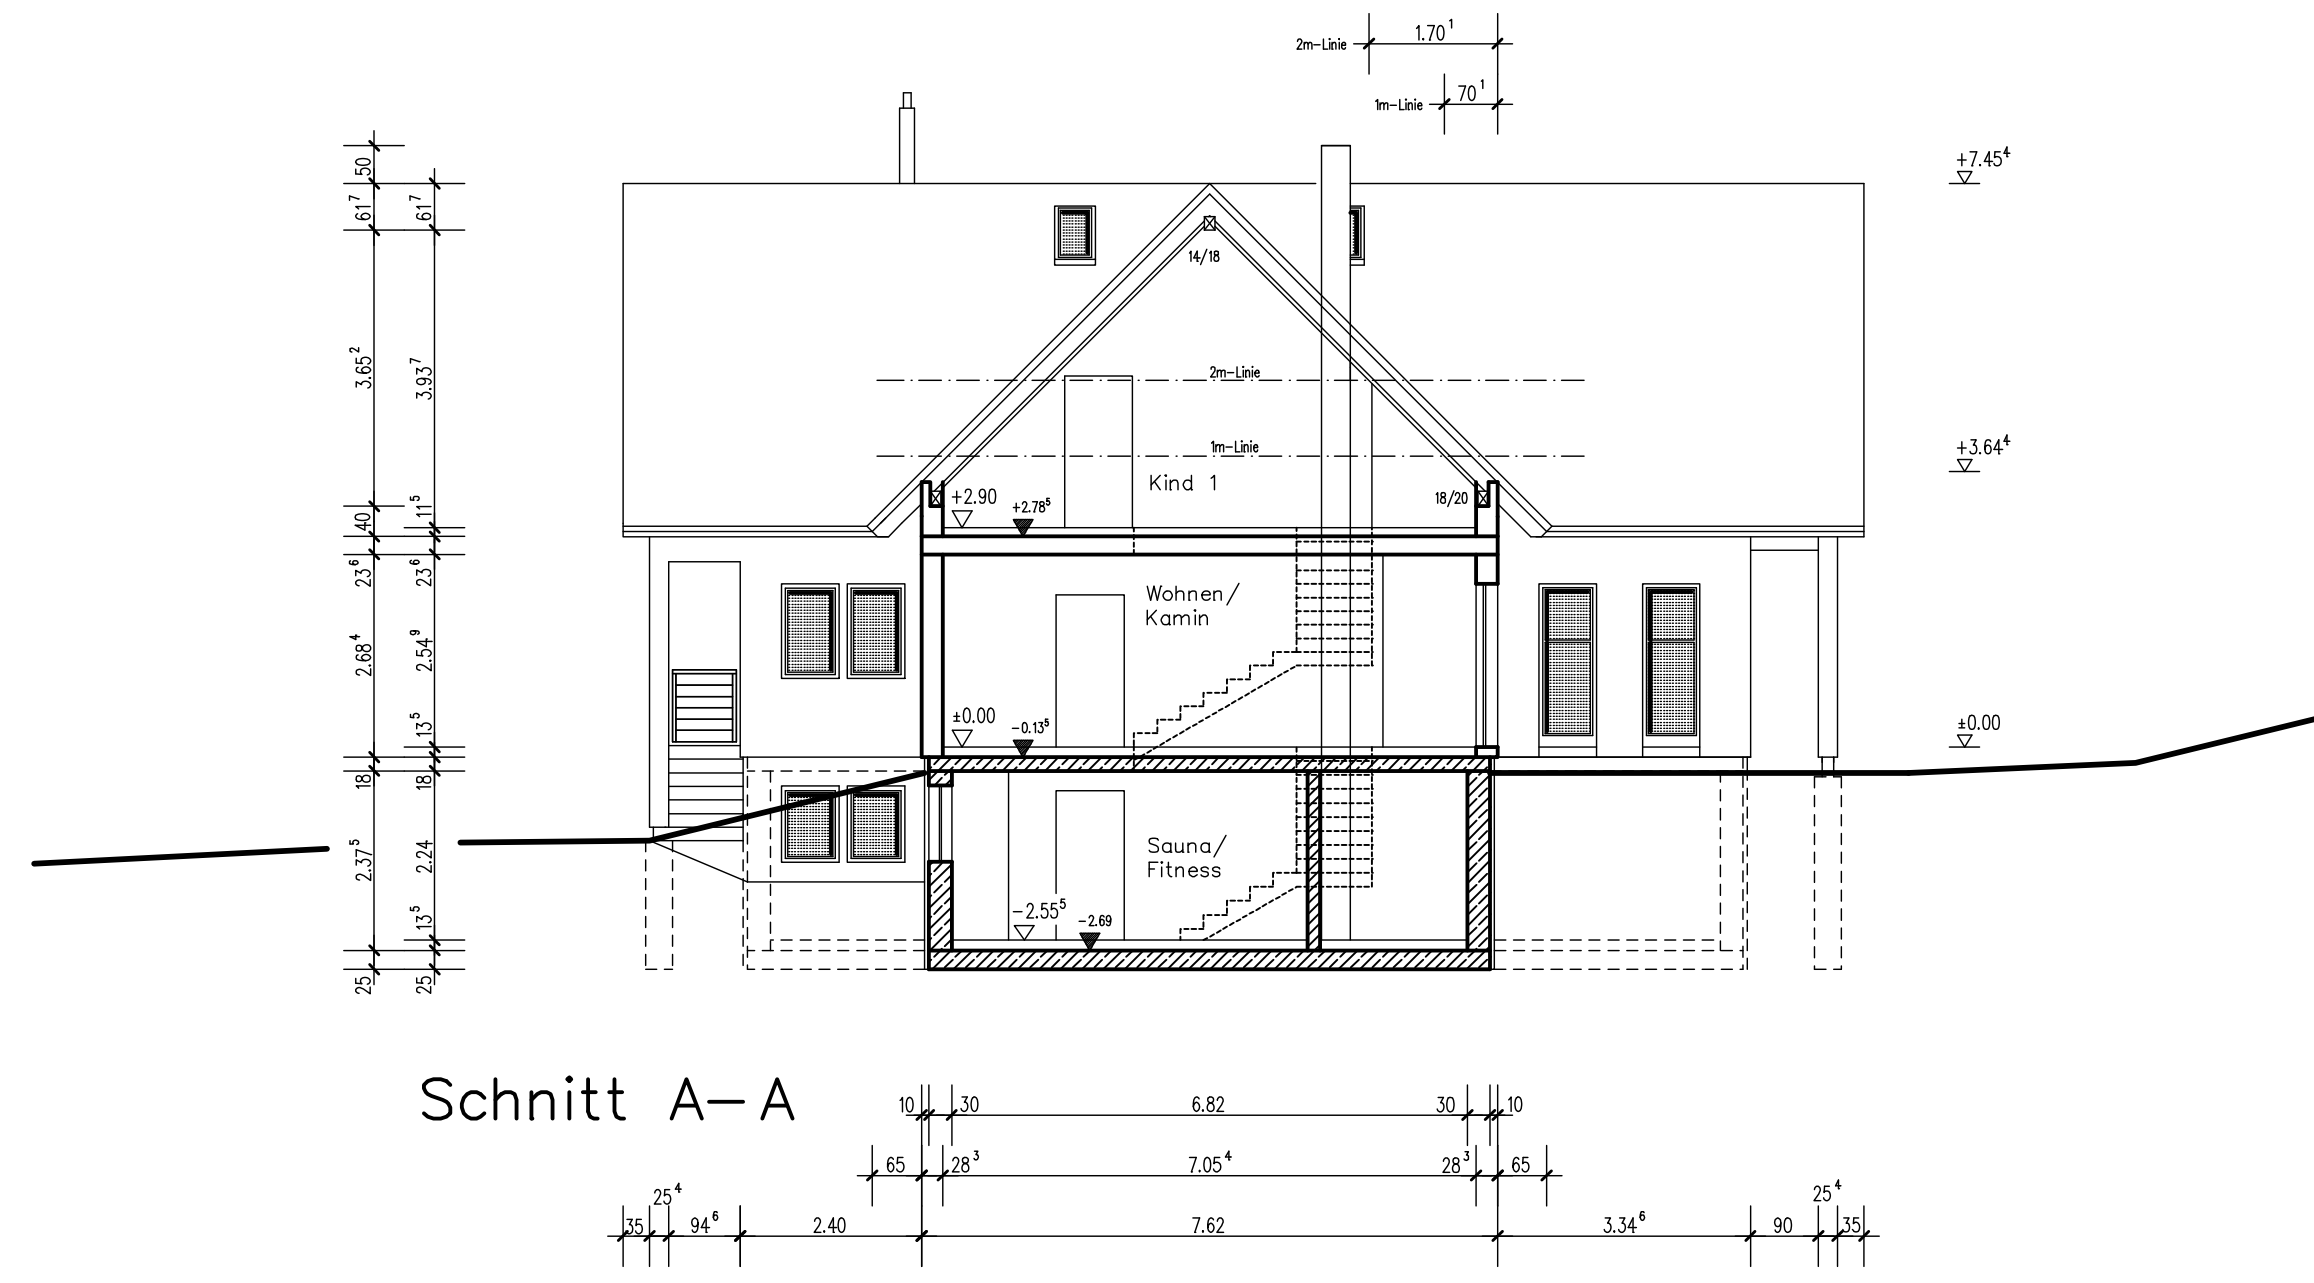 2m-Linie 1.70¹
1m-Linie 70¹
+7.45⁴
50
61⁷ 61⁷
14/18
3.65² 3.93⁷
2m-Linie
1m-Linie
+3.64⁴
Kind 1
+2.90 +2.78⁵ 18/20
40 11⁵
23⁶ 23⁶
Wohnen/
Kamin
2.68⁴ 2.54⁹
±0.00 -0.13⁵ ±0.00
13⁵
18 18
2.37⁵ 2.24
Sauna/
Fitness
-2.55⁵ -2.69
13⁵
25 25
Schnitt A-A
10 30 6.82 30 10
65 28³ 7.05⁴ 28³ 65
35 25⁴ 94⁶ 2.40 7.62 3.34⁶ 90 25⁴ 35